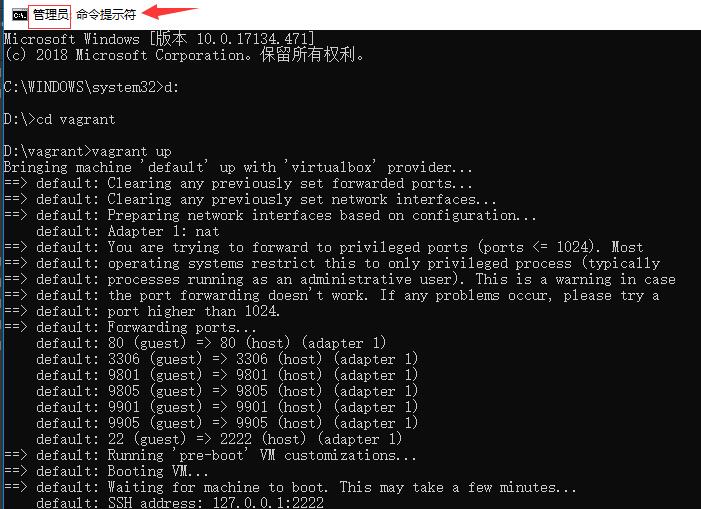 管理员: 命令提示符
Microsoft Windows [版本 10.0.17134.471]
(c) 2018 Microsoft Corporation。保留所有权利。
C:\WINDOWS\system32>d:
D:\>cd vagrant
D:\vagrant>vagrant up
Bringing machine 'default' up with 'virtualbox' provider...
==> default: Clearing any previously set forwarded ports...
==> default: Clearing any previously set network interfaces...
==> default: Preparing network interfaces based on configuration...
default: Adapter 1: nat
==> default: You are trying to forward to privileged ports (ports <= 1024). Most
==> default: operating systems restrict this to only privileged process (typically
==> default: processes running as an administrative user). This is a warning in case
==> default: the port forwarding doesn't work. If any problems occur, please try a
==> default: port higher than 1024.
==> default: Forwarding ports...
default: 80 (guest) => 80 (host) (adapter 1)
default: 3306 (guest) => 3306 (host) (adapter 1)
default: 9801 (guest) => 9801 (host) (adapter 1)
default: 9805 (guest) => 9805 (host) (adapter 1)
default: 9901 (guest) => 9901 (host) (adapter 1)
default: 9905 (guest) => 9905 (host) (adapter 1)
default: 22 (guest) => 2222 (host) (adapter 1)
==> default: Running 'pre-boot' VM customizations...
==> default: Booting VM...
==> default: Waiting for machine to boot. This may take a few minutes...
default: SSH address: 127.0.0.1:2222